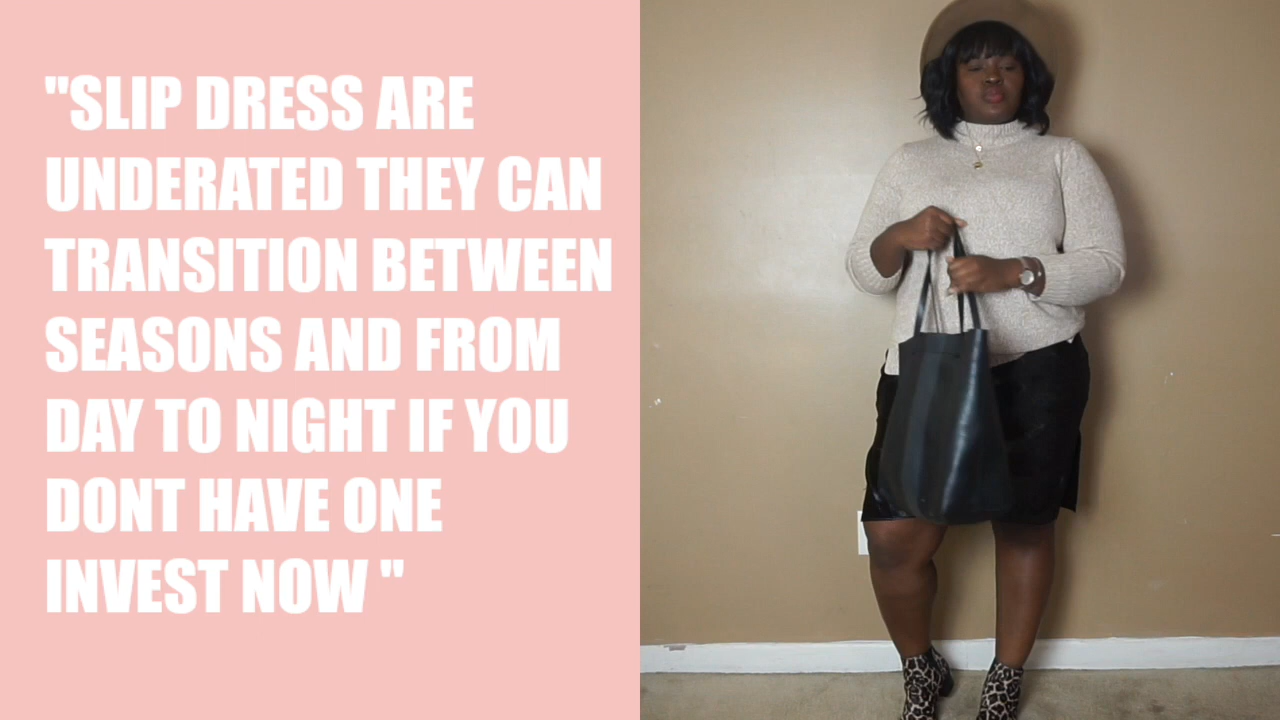 "SLIP DRESS ARE
UNDERATED THEY CAN
TRANSITION BETWEEN
SEASONS AND FROM
DAY TO NIGHT IF YOU
DONT HAVE ONE
INVEST NOW "